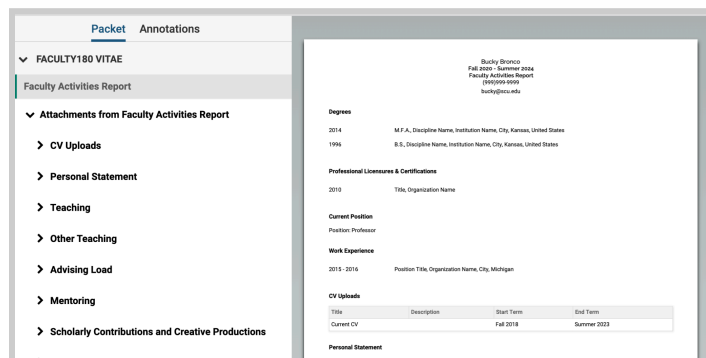 Packet Annotations
FACULTY180 VITAE
Faculty Activities Report
Attachments from Faculty Activities Report
CV Uploads
Personal Statement
Teaching
Other Teaching
Advising Load
Mentoring
Scholarly Contributions and Creative Productions
Bucky Bronco
Fall 2020 - Summer 2024
Faculty Activities Report
(999)999-9999
bucky@scu.edu
Degrees
2014 M.F.A., Discipline Name, Institution Name, City, Kansas, United States
1996 B.S., Discipline Name, Institution Name, City, Kansas, United States
Professional Licensures & Certifications
2010 Title, Organization Name
Current Position
Position: Professor
Work Experience
2015 - 2016 Position Title, Organization Name, City, Michigan
CV Uploads
Title Description Start Term End Term
Current CV Fall 2018 Summer 2023
Personal Statement